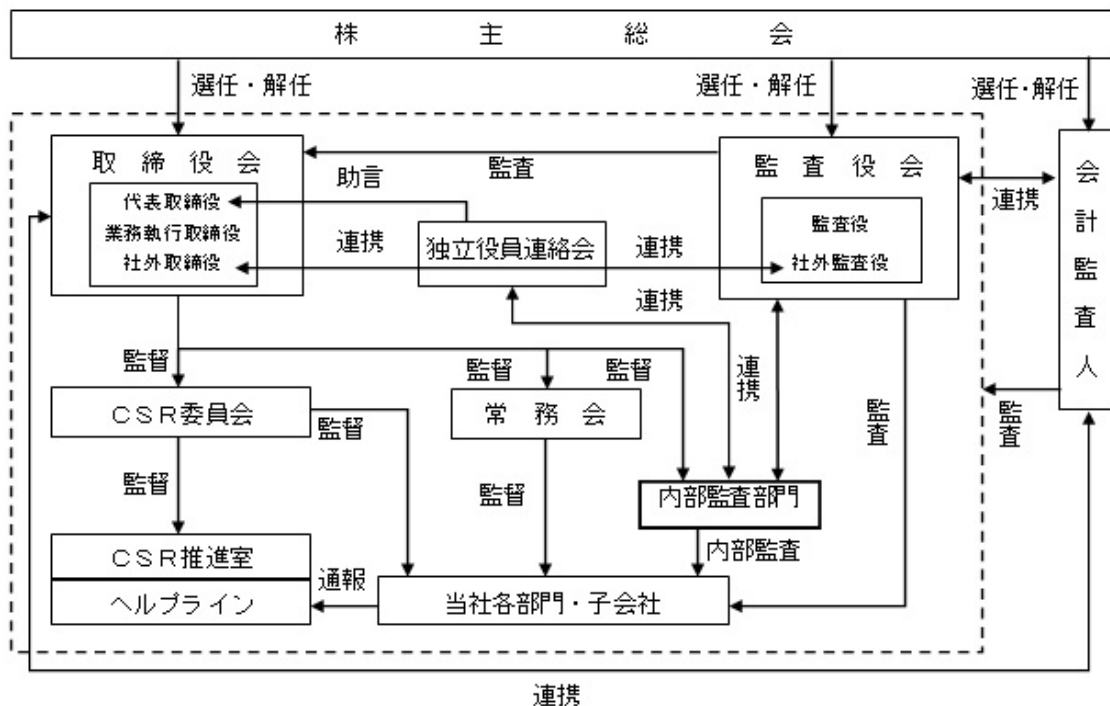 株主総会
選任・解任
選任・解任
選任・解任
取締役会
監査
監査役会
会計監査人
助言
代表取締役
業務執行取締役
社外取締役
連携
独立役員連絡会
連携
監査役
社外監査役
連携
連携
監督
監督
監督
連携
監査
監査
CSR委員会
監督
常務会
監督
監督
内部監査部門
内部監査
CSR推進室
ヘルプライン
通報
当社各部門・子会社
連携